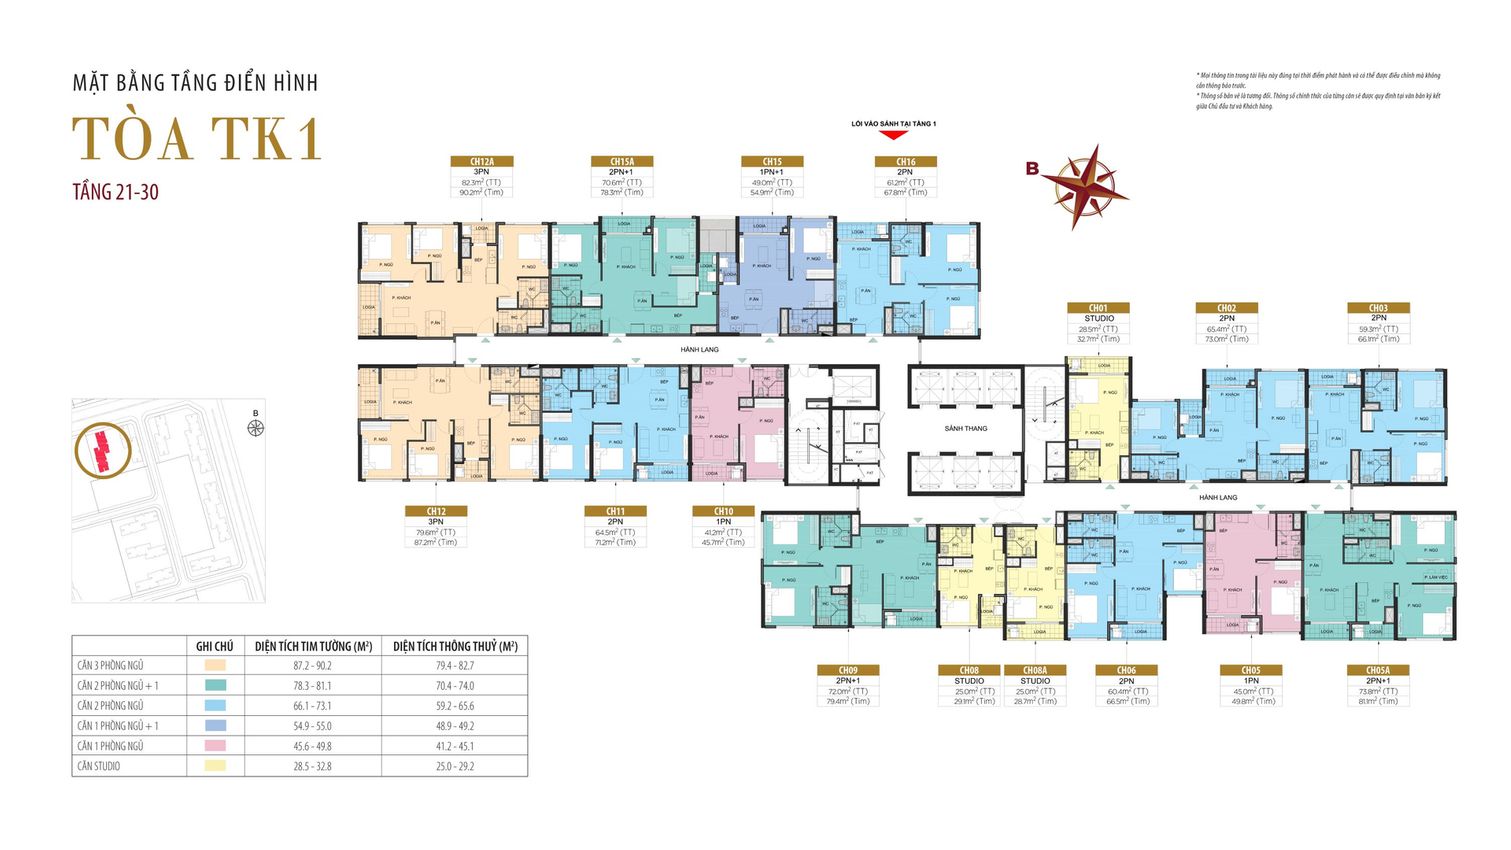 MẶT BẰNG TẦNG ĐIỂN HÌNH
TÒA TK1
TẦNG 21-30
* Mọi thông tin trong tài liệu này đúng tại thời điểm phát hành và có thể được điều chỉnh mà không
cần thông báo trước.
* Thông số bản vẽ là tương đối. Thông số chính thức của từng căn sẽ được quy định tại văn bản ký kết
giữa Chủ đầu tư và Khách hàng.
LỐI VÀO SẢNH TẠI TẦNG 1
B
CH12A
3PN
82.3m² (TT)
90.2m² (Tim)
CH15A
2PN+1
70.6m² (TT)
78.3m² (Tim)
CH15
1PN+1
49.0m² (TT)
54.9m² (Tim)
CH16
2PN
61.2m² (TT)
67.8m² (Tim)
CH01
STUDIO
28.5m² (TT)
32.7m² (Tim)
CH02
2PN
65.4m² (TT)
73.0m² (Tim)
CH03
2PN
59.3m² (TT)
66.1m² (Tim)
HÀNH LANG
SẢNH THANG
HÀNH LANG
CH12
3PN
79.6m² (TT)
87.2m² (Tim)
CH11
2PN
64.5m² (TT)
71.2m² (Tim)
CH10
1PN
41.2m² (TT)
45.7m² (Tim)
CH09
2PN+1
72.0m² (TT)
79.4m² (Tim)
CH08
STUDIO
25.0m² (TT)
29.1m² (Tim)
CH08A
STUDIO
25.0m² (TT)
28.7m² (Tim)
CH06
2PN
60.4m² (TT)
66.5m² (Tim)
CH05
1PN
45.0m² (TT)
49.8m² (Tim)
CH05A
2PN+1
73.8m² (TT)
81.1m² (Tim)
B
GHI CHÚ DIỆN TÍCH TIM TƯỜNG (M²) DIỆN TÍCH THÔNG THUỶ (M²)
CĂN 3 PHÒNG NGỦ 87.2 - 90.2 79.4 - 82.7
CĂN 2 PHÒNG NGỦ + 1 78.3 - 81.1 70.4 - 74.0
CĂN 2 PHÒNG NGỦ 66.1 - 73.1 59.2 - 65.6
CĂN 1 PHÒNG NGỦ + 1 54.9 - 55.0 48.9 - 49.2
CĂN 1 PHÒNG NGỦ 45.6 - 49.8 41.2 - 45.1
CĂN STUDIO 28.5 - 32.8 25.0 - 29.2